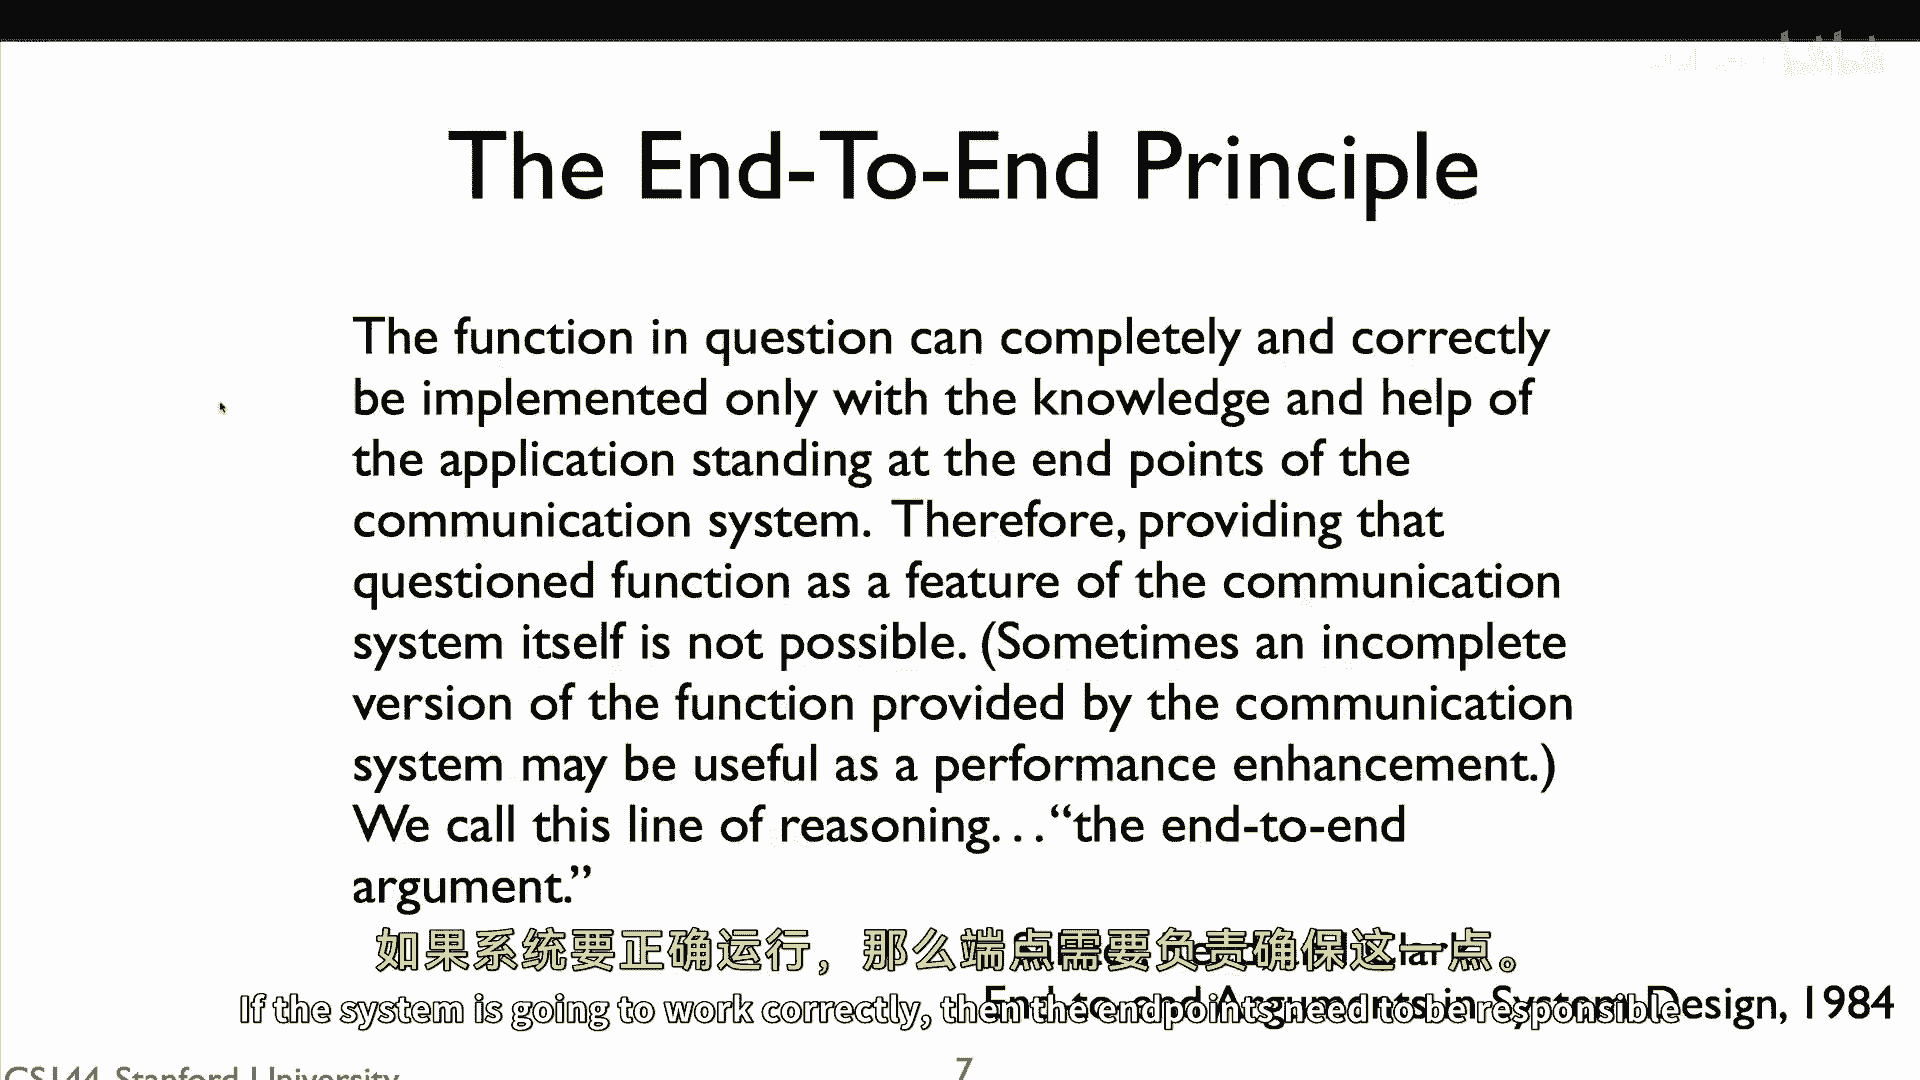 The End-To-End Principle
The function in question can completely and correctly
be implemented only with the knowledge and help of
the application standing at the end points of the
communication system. Therefore, providing that
questioned function as a feature of the communication
system itself is not possible. (Sometimes an incomplete
version of the function provided by the communication
system may be useful as a performance enhancement.)
We call this line of reasoning. . . “the end-to-end
argument.”
如果系统要正确运行，那么端点需要负责确保这一点。
End-to-end Arguments in System Design, 1984
If the system is going to work correctly, then the endpoints need to be responsible
CS144, Stanford University
7